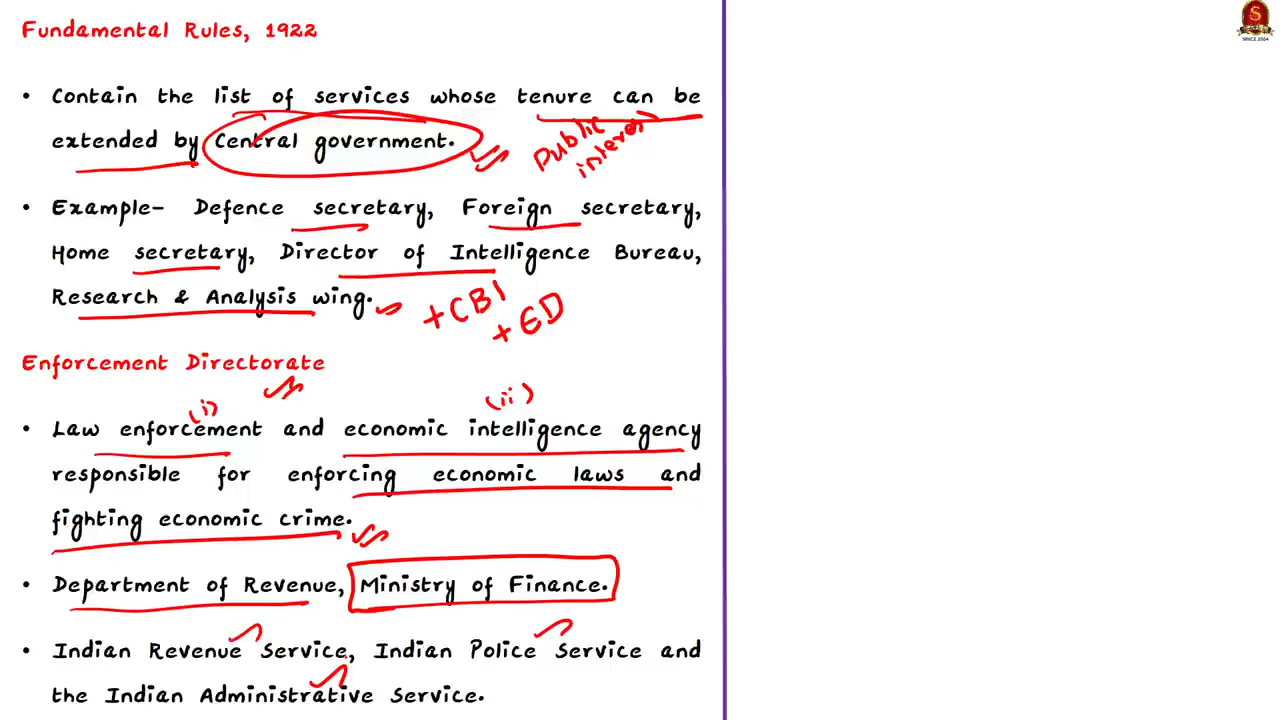 Fundamental Rules, 1922
S
SINCE 2004
• Contain the list of services whose tenure can be
extended by Central government.
Public
interest
• Example- Defence secretary, Foreign secretary,
Home secretary, Director of Intelligence Bureau,
Research & Analysis wing.
+CBI
+ED
Enforcement Directorate
(i)
(ii)
• Law enforcement and economic intelligence agency
responsible for enforcing economic laws and
fighting economic crime.
• Department of Revenue, Ministry of Finance.
• Indian Revenue Service, Indian Police Service and
the Indian Administrative Service.